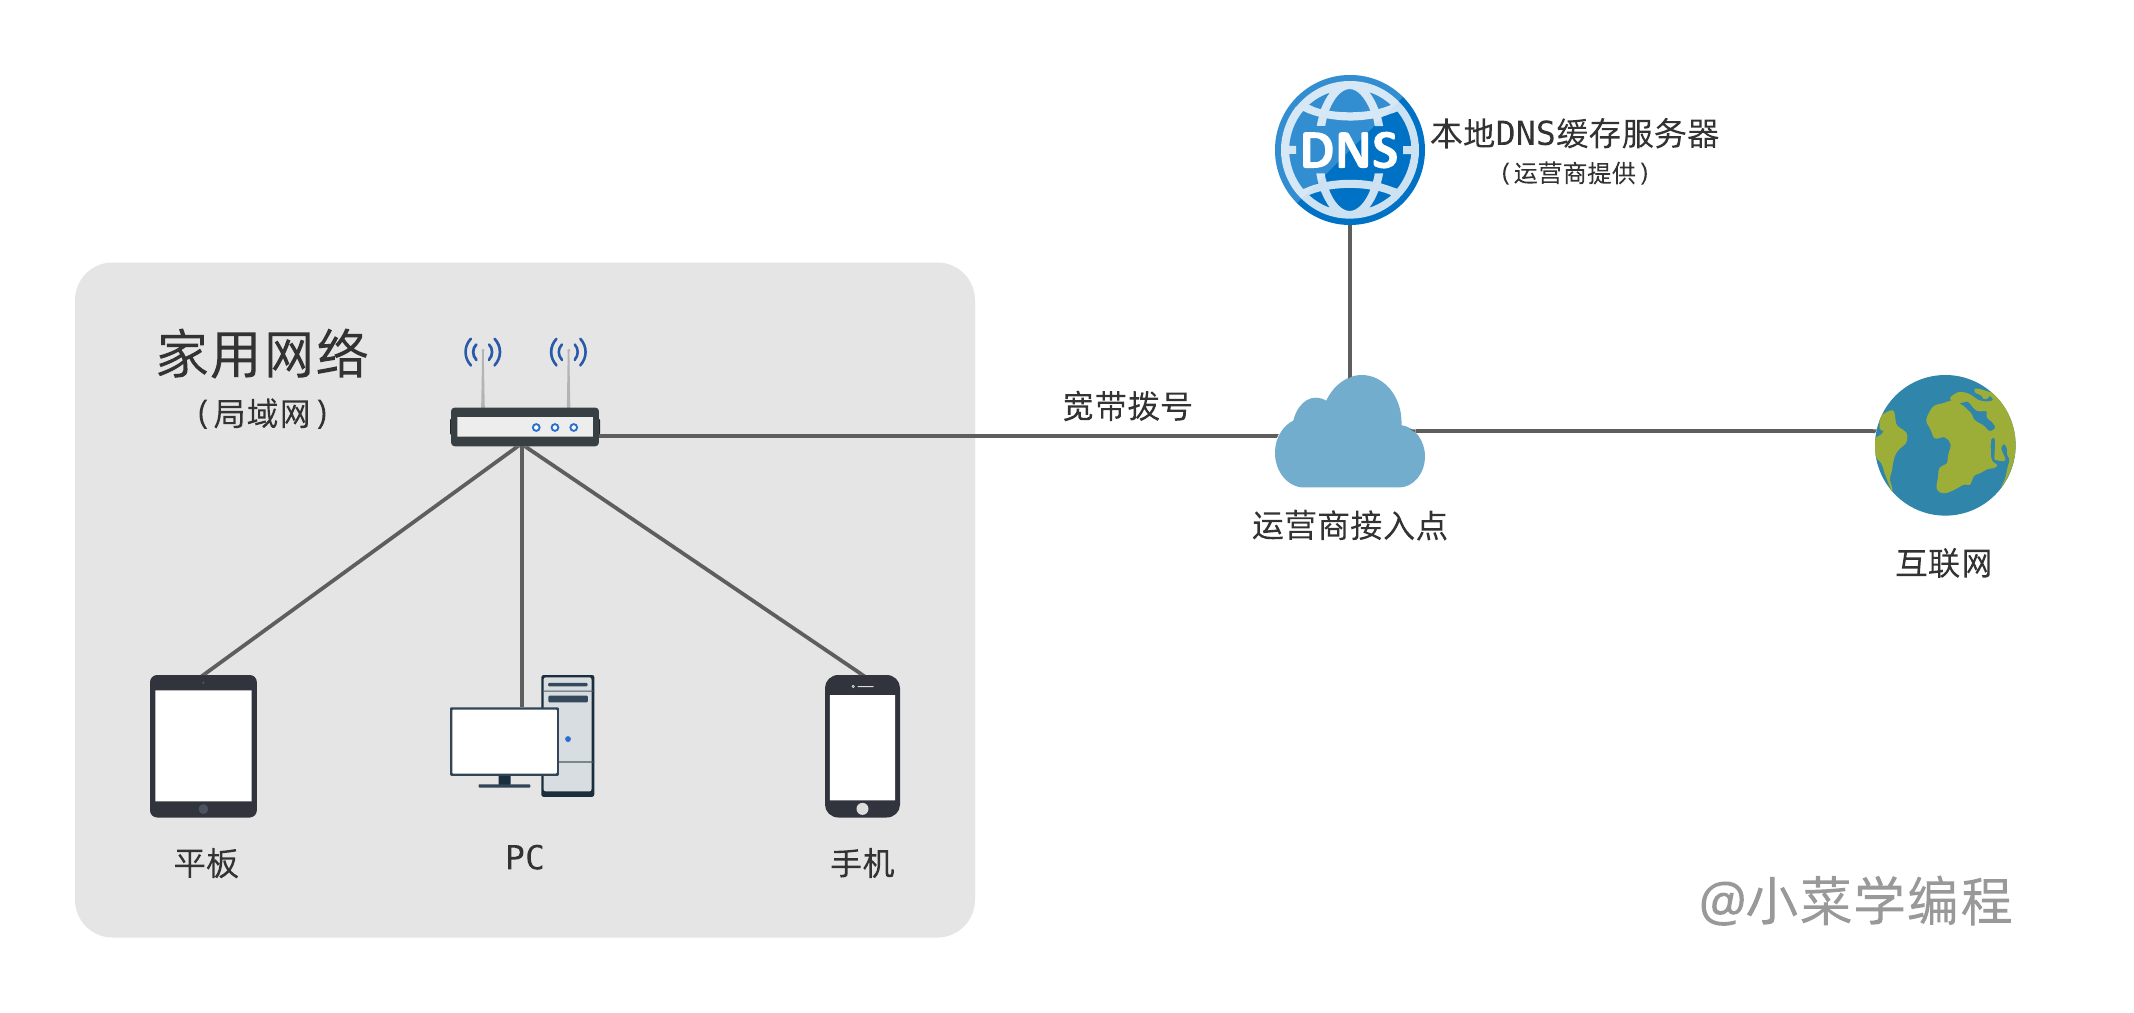 DNS
本地DNS缓存服务器
(运营商提供)
家用网络
(局域网)
宽带拨号
运营商接入点
互联网
平板
PC
手机
@小菜学编程